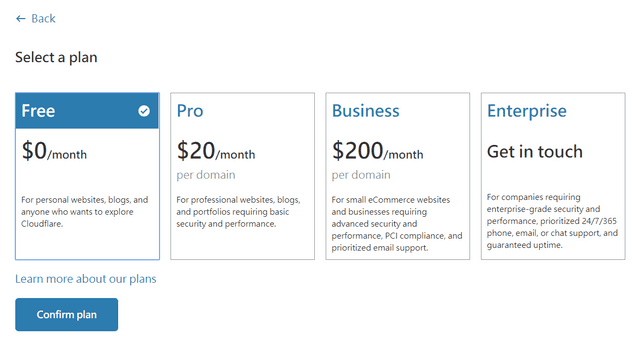 ← Back
Select a plan
Free
$0/month
For personal websites, blogs, and
anyone who wants to explore
Cloudflare.
Pro
$20/month
per domain
For professional websites, blogs,
and portfolios requiring basic
security and performance.
Business
$200/month
per domain
For small eCommerce websites
and businesses requiring
advanced security and
performance, PCI compliance, and
prioritized email support.
Enterprise
Get in touch
For companies requiring
enterprise-grade security and
performance, prioritized 24/7/365
phone, email, or chat support, and
guaranteed uptime.
Learn more about our plans
Confirm plan